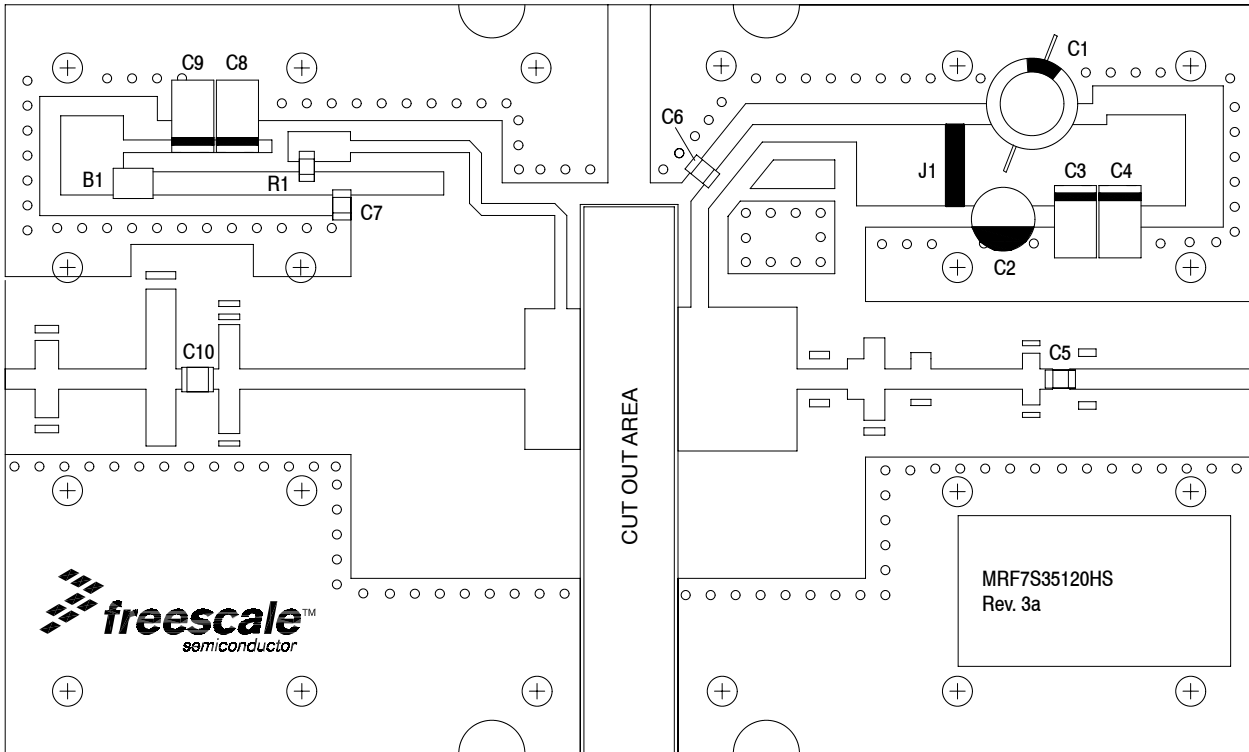 C9 C8
C1
C6
B1
R1
J1
C3 C4
C7
C2
C10
C5
CUT OUT AREA
MRF7S35120HS
Rev. 3a
freescale™
semiconductor